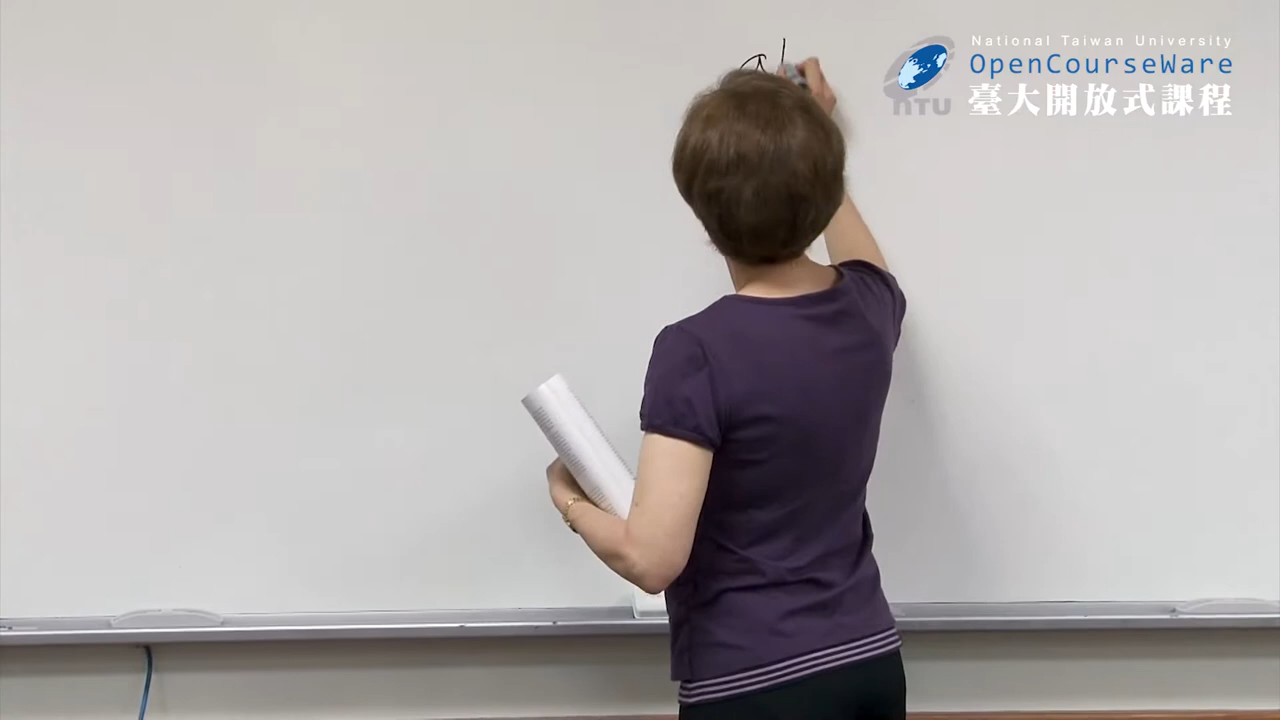 National Taiwan University
OpenCourseWare
NTU
臺大開放式課程